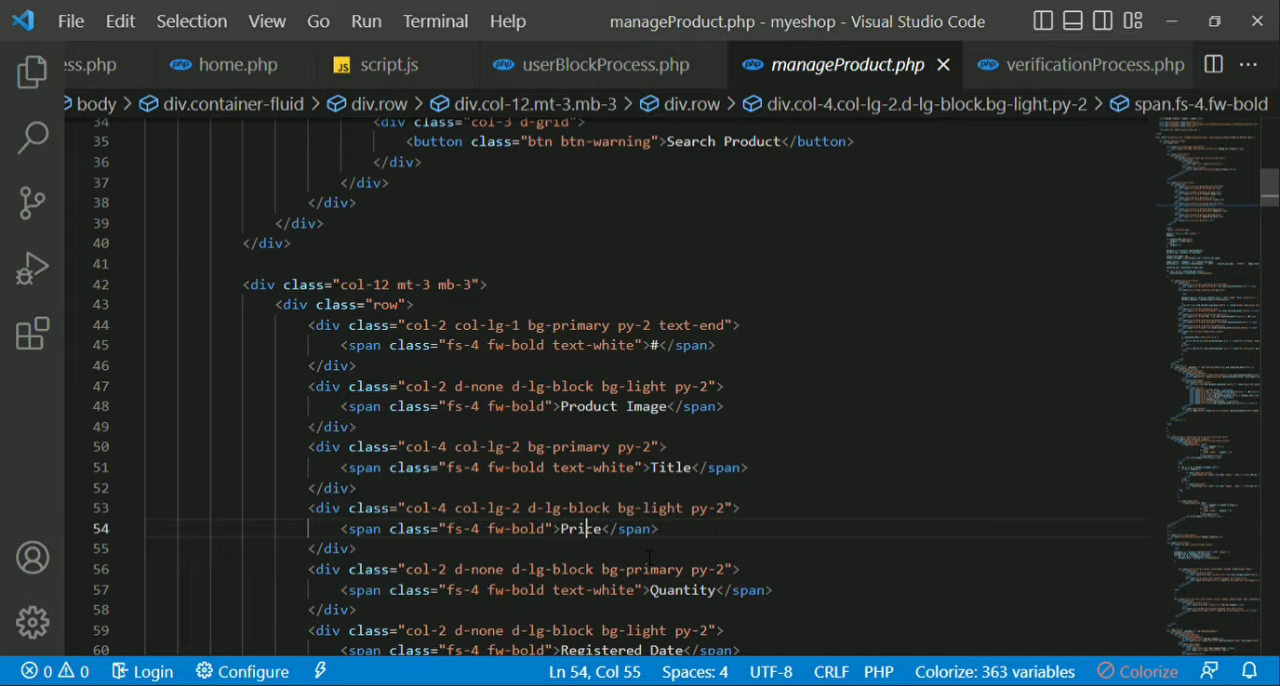 File Edit Selection View Go Run Terminal Help manageProduct.php - myeshop - Visual Studio Code
ess.php php home.php JS script.js php userBlockProcess.php php manageProduct.php php verificationProcess.php
body > div.container-fluid > div.row > div.col-12.mt-3.mb-3 > div.row > div.col-4.col-lg-2.d-lg-block.bg-light.py-2 > span.fs-4.fw-bold
34 <div class="col-3 d-grid">
35 <button class="btn btn-warning">Search Product</button>
36 </div>
37 </div>
38 </div>
39 </div>
40 </div>
41
42 <div class="col-12 mt-3 mb-3">
43 <div class="row">
44 <div class="col-2 col-lg-1 bg-primary py-2 text-end">
45 <span class="fs-4 fw-bold text-white">#</span>
46 </div>
47 <div class="col-2 d-none d-lg-block bg-light py-2">
48 <span class="fs-4 fw-bold">Product Image</span>
49 </div>
50 <div class="col-4 col-lg-2 bg-primary py-2">
51 <span class="fs-4 fw-bold text-white">Title</span>
52 </div>
53 <div class="col-4 col-lg-2 d-lg-block bg-light py-2">
54 <span class="fs-4 fw-bold">Price</span>
55 </div>
56 <div class="col-2 d-none d-lg-block bg-primary py-2">
57 <span class="fs-4 fw-bold text-white">Quantity</span>
58 </div>
59 <div class="col-2 d-none d-lg-block bg-light py-2">
60 <span class="fs-4 fw-bold">Registered Date</span>
0 0 Login Configure Ln 54, Col 55 Spaces: 4 UTF-8 CRLF PHP Colorize: 363 variables Colorize